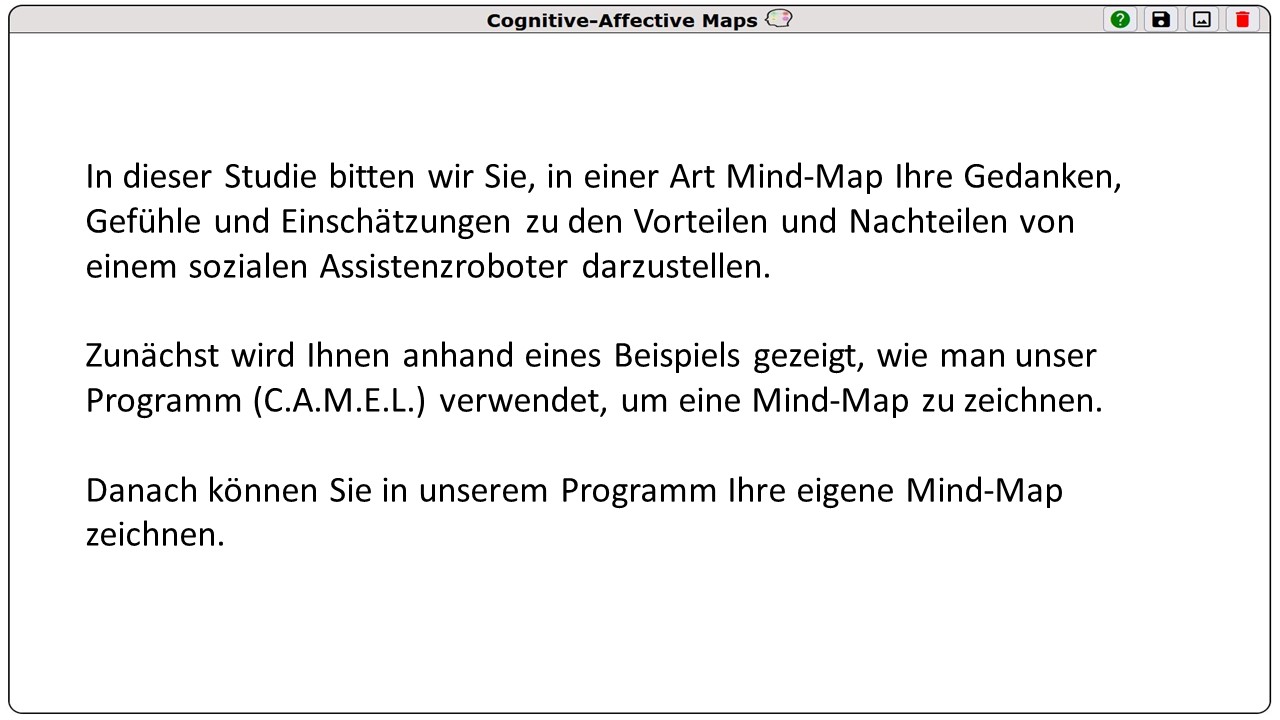 Cognitive-Affective Maps
In dieser Studie bitten wir Sie, in einer Art Mind-Map Ihre Gedanken,
Gefühle und Einschätzungen zu den Vorteilen und Nachteilen von
einem sozialen Assistenzroboter darzustellen.
Zunächst wird Ihnen anhand eines Beispiels gezeigt, wie man unser
Programm (C.A.M.E.L.) verwendet, um eine Mind-Map zu zeichnen.
Danach können Sie in unserem Programm Ihre eigene Mind-Map
zeichnen.